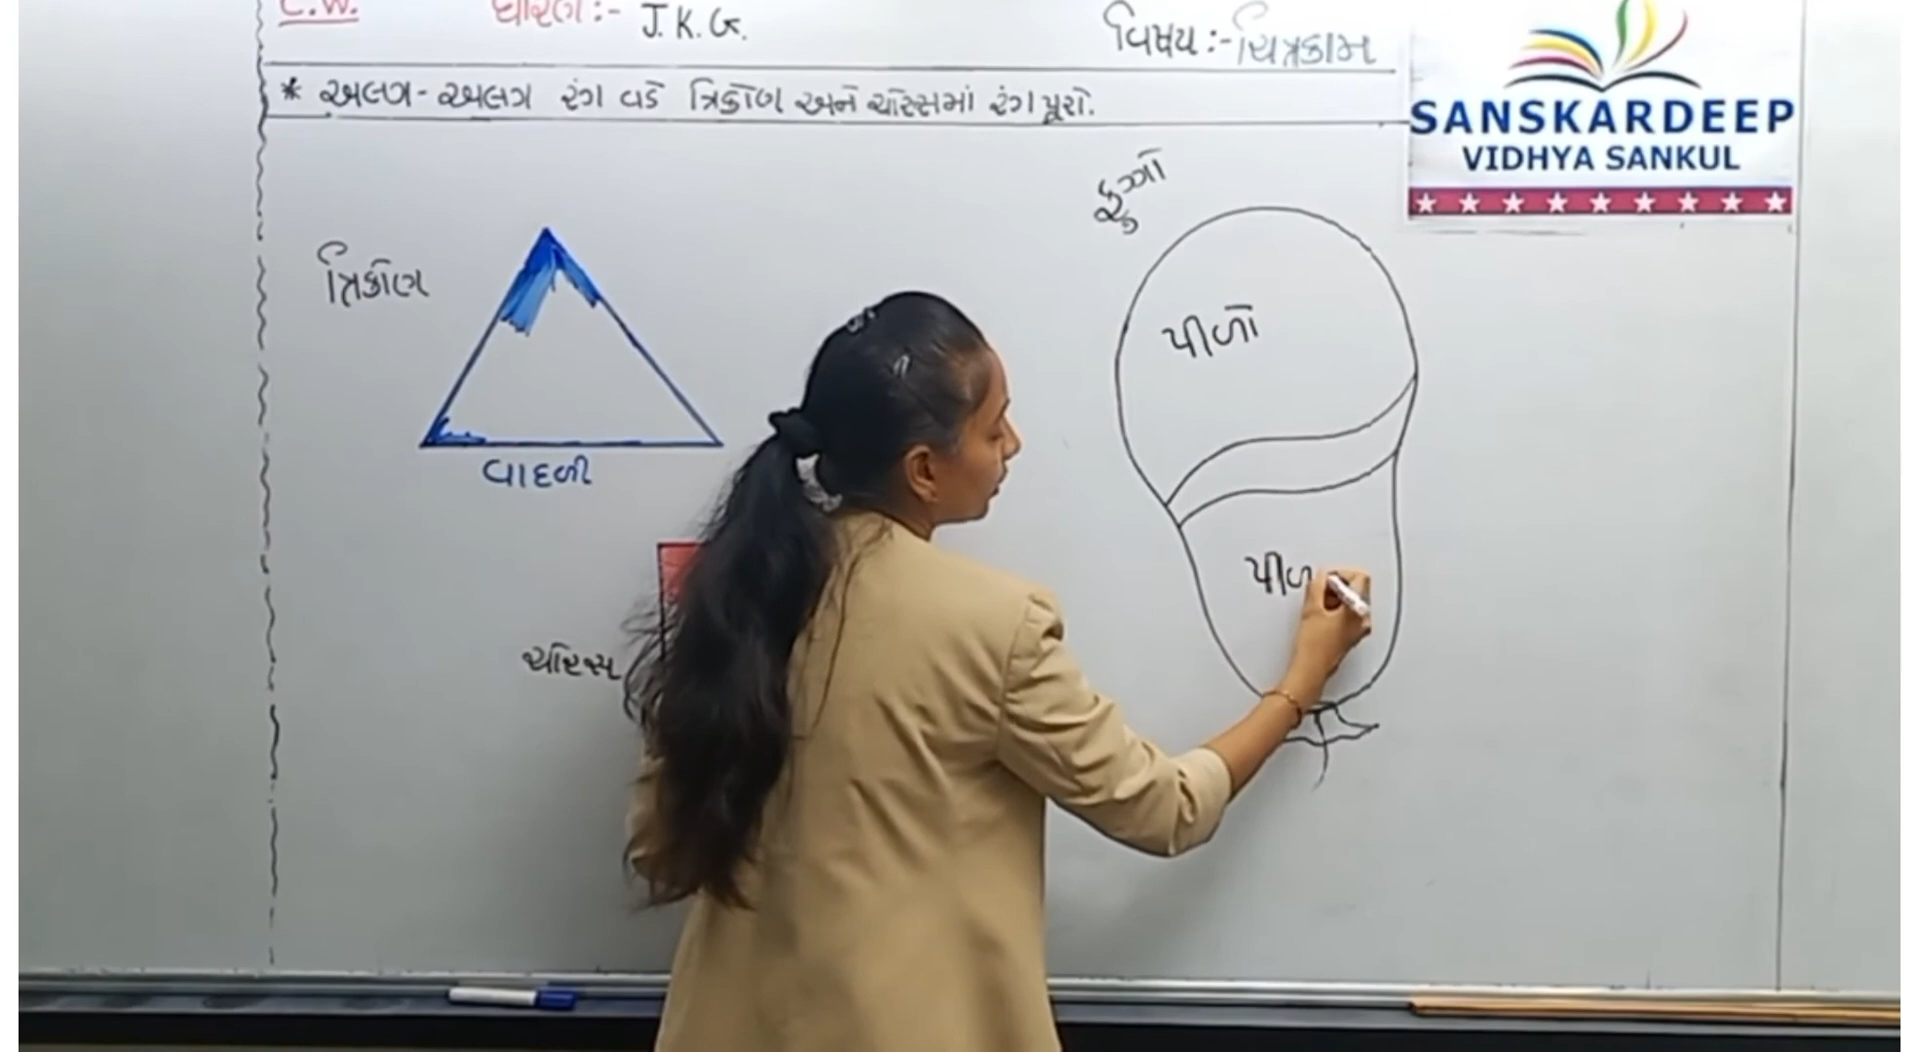 C.W. ધોરણ :- J.K.G. વિષય :- ચિત્રકામ
* અલગ-અલગ રંગ વડે ત્રિકોણ અને ચોરસમાં રંગ પૂરો.
SANSKARDEEP
VIDHYA SANKUL
ફુગ્ગો
ત્રિકોણ
પીળો
વાદળી
પીળ
ચોરસ